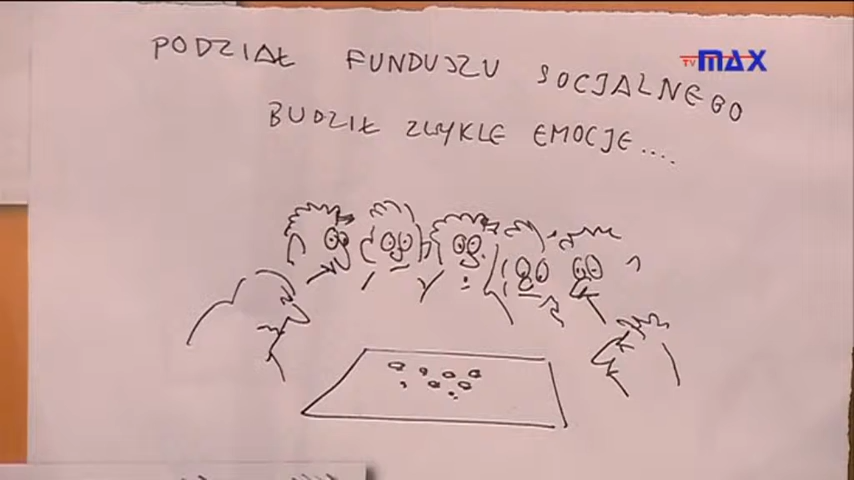 PODZIAŁ FUNDUSZU SOCJALNEGO
BUDZIŁ ZWYKLE EMOCJE....
TV MAX